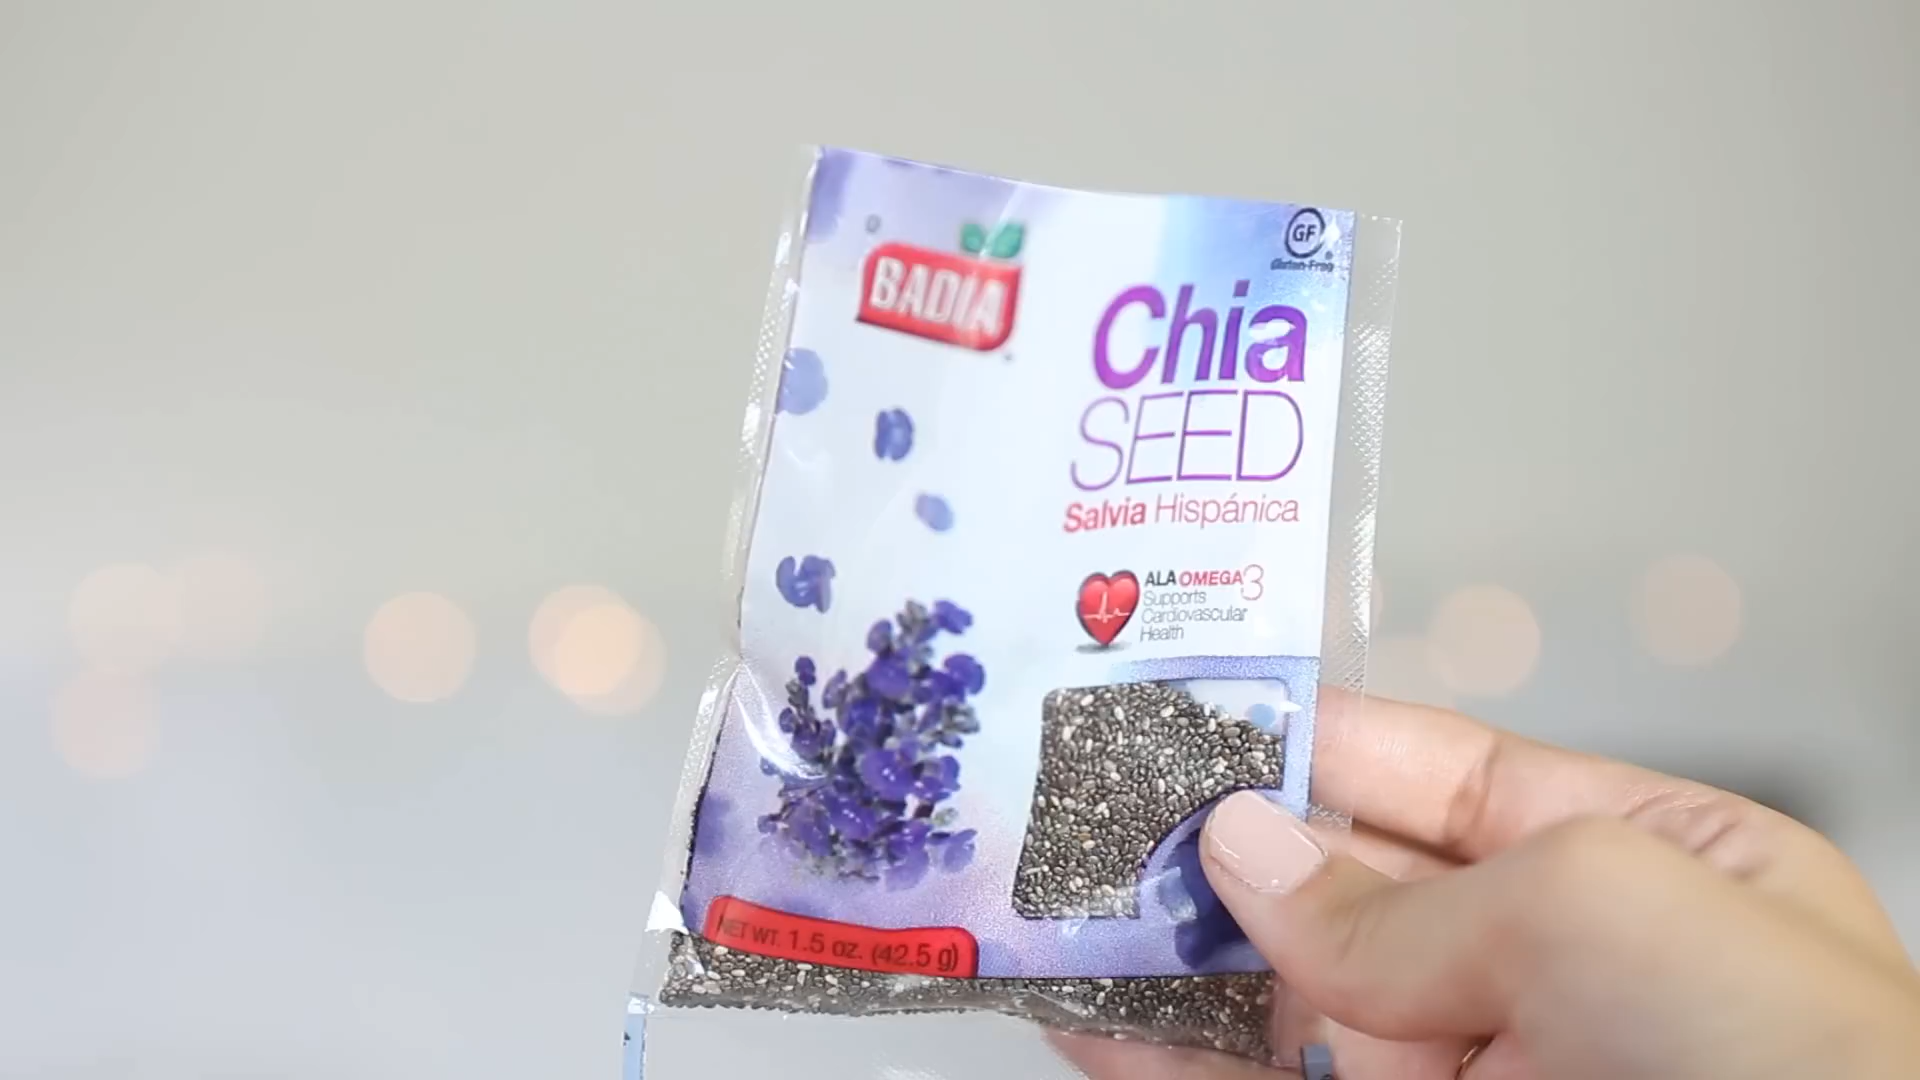 BADIA
GF
Gluten-Free
Chia
SEED
Salvia Hispánica
ALA OMEGA 3
Supports
Cardiovascular
Health
NET WT. 1.5 oz. (42.5 g)